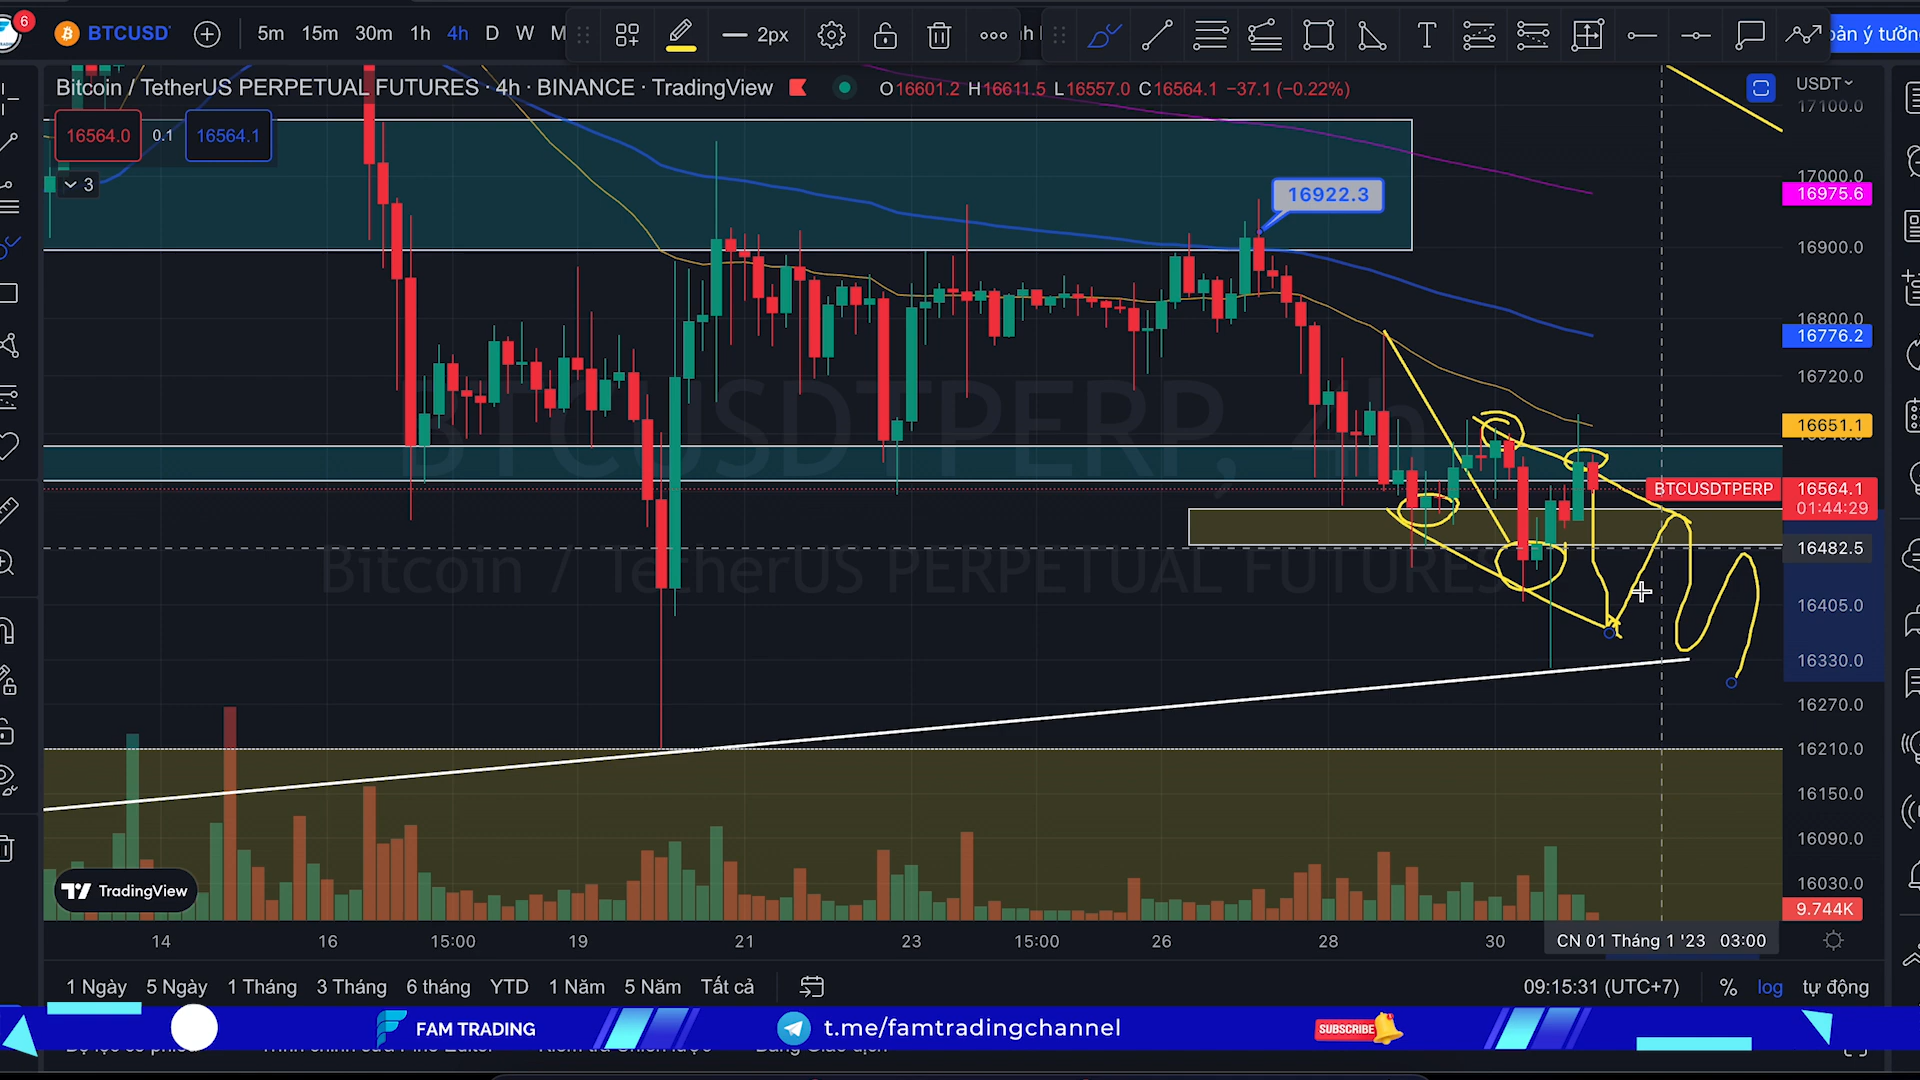 6
BTCUSD
5m 15m 30m 1h 4h D W M
2px
Bitcoin / TetherUS PERPETUAL FUTURES · 4h · BINANCE · TradingView
O16601.2 H16611.5 L16557.0 C16564.1 −37.1 (−0.22%)
USDT
17100.0
16564.0 0.1 16564.1
3
17000.0
16975.6
16922.3
16900.0
16800.0
16776.2
16720.0
16651.1
BTCUSDTPERP, 4h
BTCUSDTPERP 16564.1
01:44:29
16482.5
Bitcoin / TetherUS PERPETUAL FUTURES
16405.0
16330.0
16270.0
16210.0
16150.0
16090.0
16030.0
TradingView
9.744K
14 16 15:00 19 21 23 15:00 26 28 30 CN 01 Tháng 1 '23 03:00
1 Ngày 5 Ngày 1 Tháng 3 Tháng 6 tháng YTD 1 Năm 5 Năm Tất cả 09:15:31 (UTC+7) % log tự động
FAM TRADING t.me/famtradingchannel SUBSCRIBE